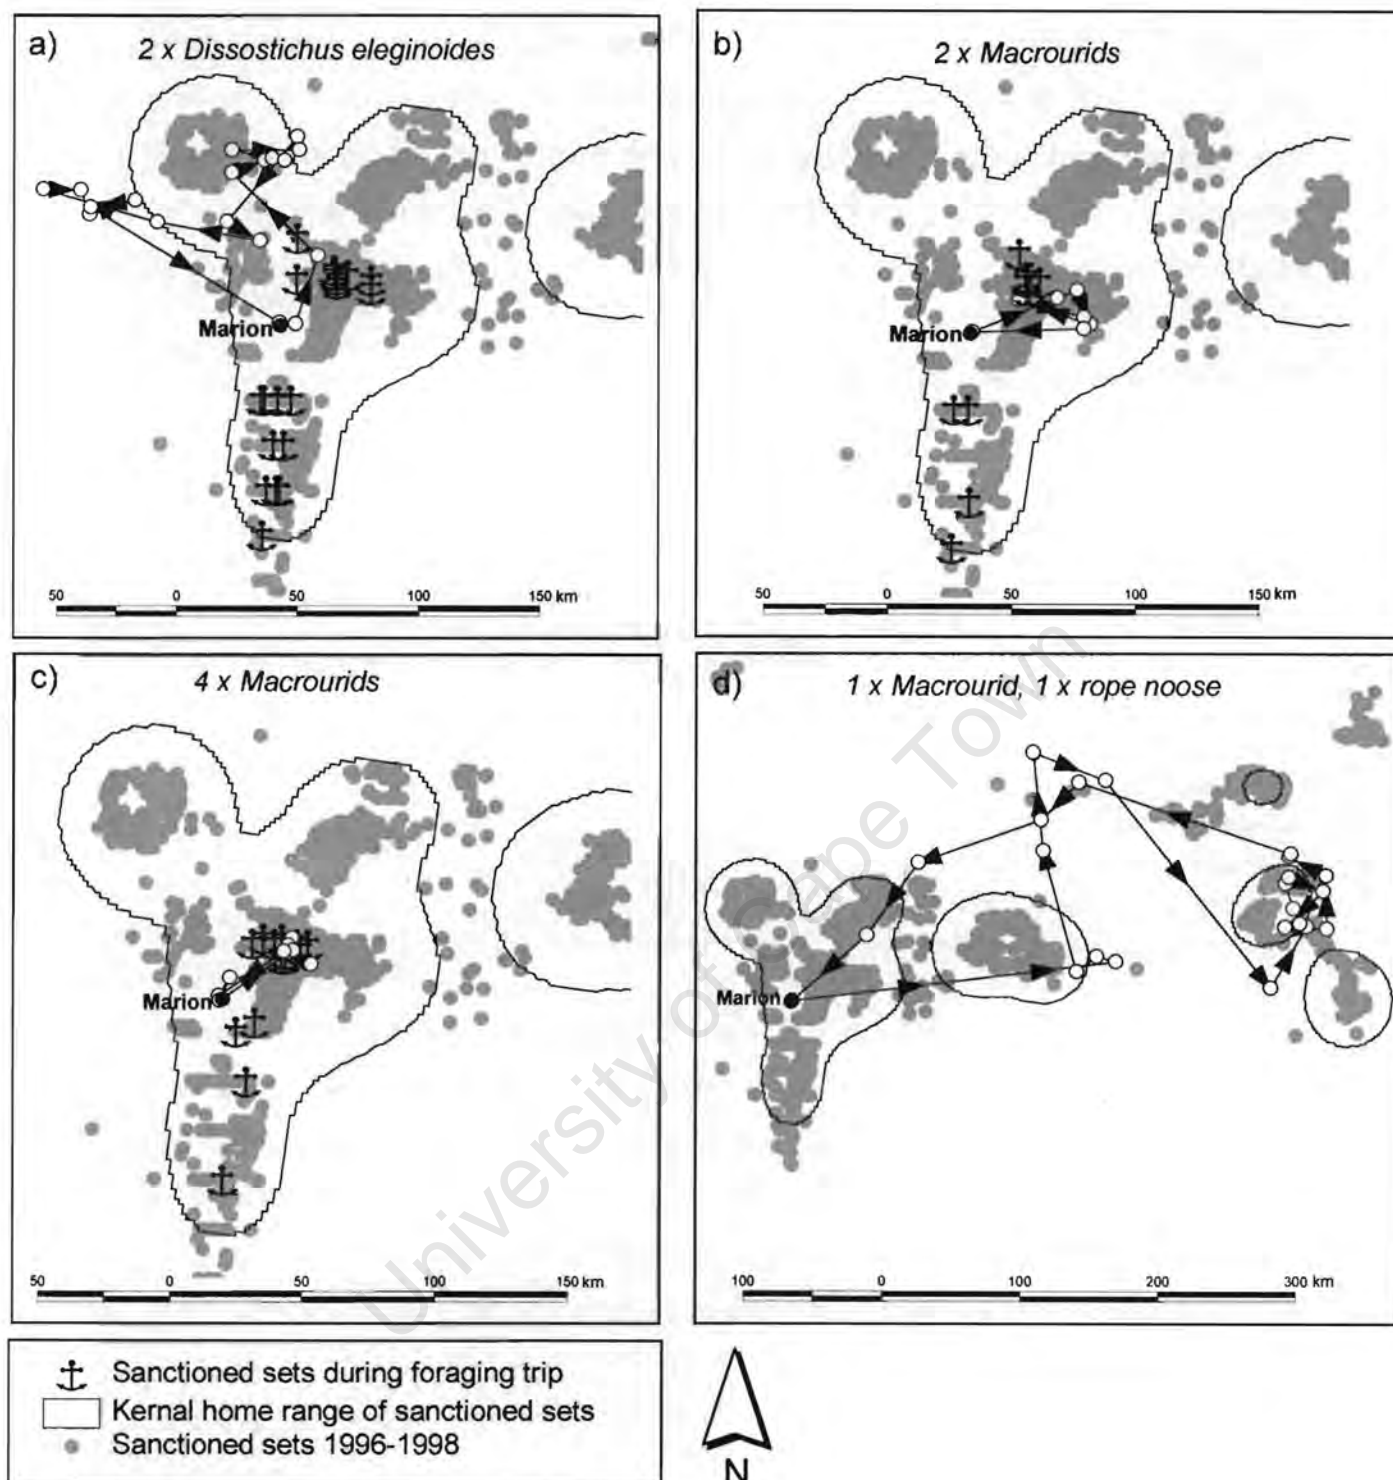 a)
2 x Dissostichus eleginoides
Marion
50 0 50 100 150 km
b)
2 x Macrourids
Marion
50 0 50 100 150 km
c)
4 x Macrourids
Marion
50 0 50 100 150 km
d)
1 x Macrourid, 1 x rope noose
Marion
100 0 100 200 300 km
Sanctioned sets during foraging trip
Kernal home range of sanctioned sets
Sanctioned sets 1996-1998
N
University of Cape Town